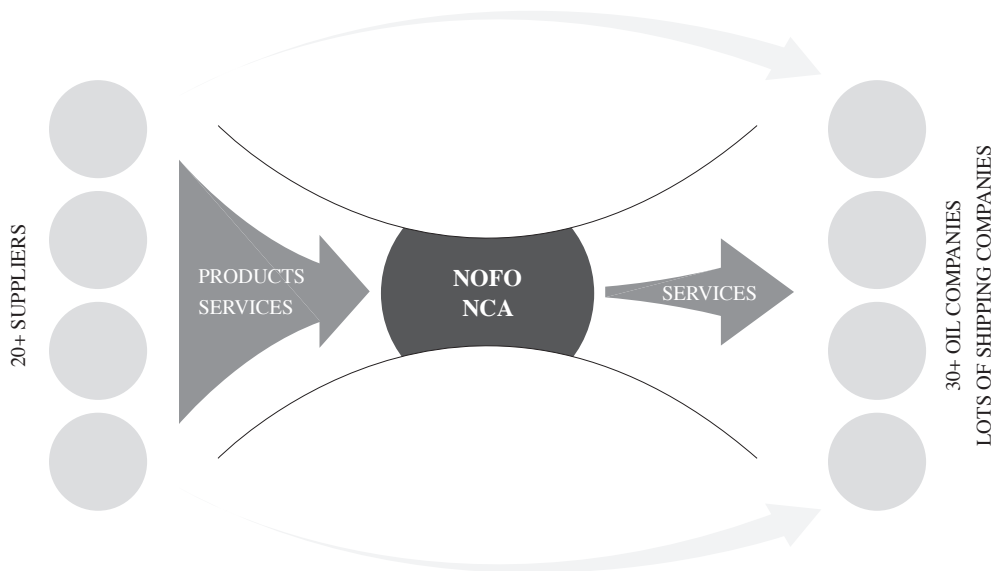 20+ SUPPLIERS
PRODUCTS
SERVICES
NOFO
NCA
SERVICES
30+ OIL COMPANIES
LOTS OF SHIPPING COMPANIES